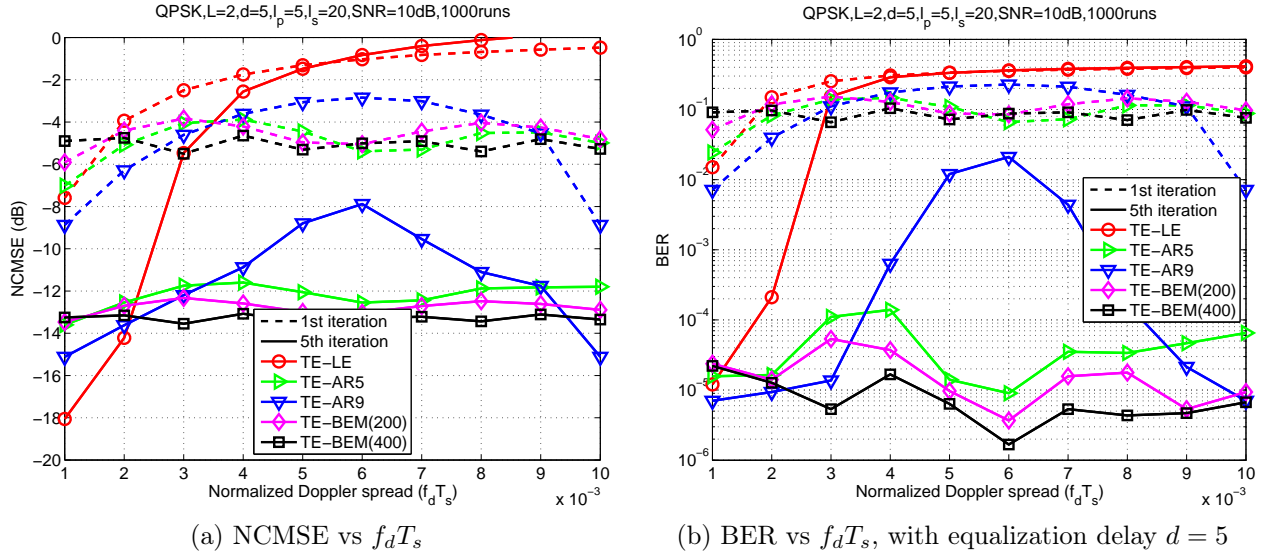 QPSK,L=2,d=5,l_p=5,l_s=20,SNR=10dB,1000runs
0
−2
−4
−6
−8
−10
−12
−14
−16
−18
−20
NCMSE (dB)
1st iteration
5th iteration
TE−LE
TE−AR5
TE−AR9
TE−BEM(200)
TE−BEM(400)
1 2 3 4 5 6 7 8 9 10
Normalized Doppler spread (f_dT_s)
x 10^−3
(a) NCMSE vs f_dT_s
QPSK,L=2,d=5,l_p=5,l_s=20,SNR=10dB,1000runs
10^0
10^−1
10^−2
10^−3
10^−4
10^−5
10^−6
BER
1st iteration
5th iteration
TE−LE
TE−AR5
TE−AR9
TE−BEM(200)
TE−BEM(400)
1 2 3 4 5 6 7 8 9 10
Normalized Doppler spread (f_dT_s)
x 10^−3
(b) BER vs f_dT_s, with equalization delay d = 5